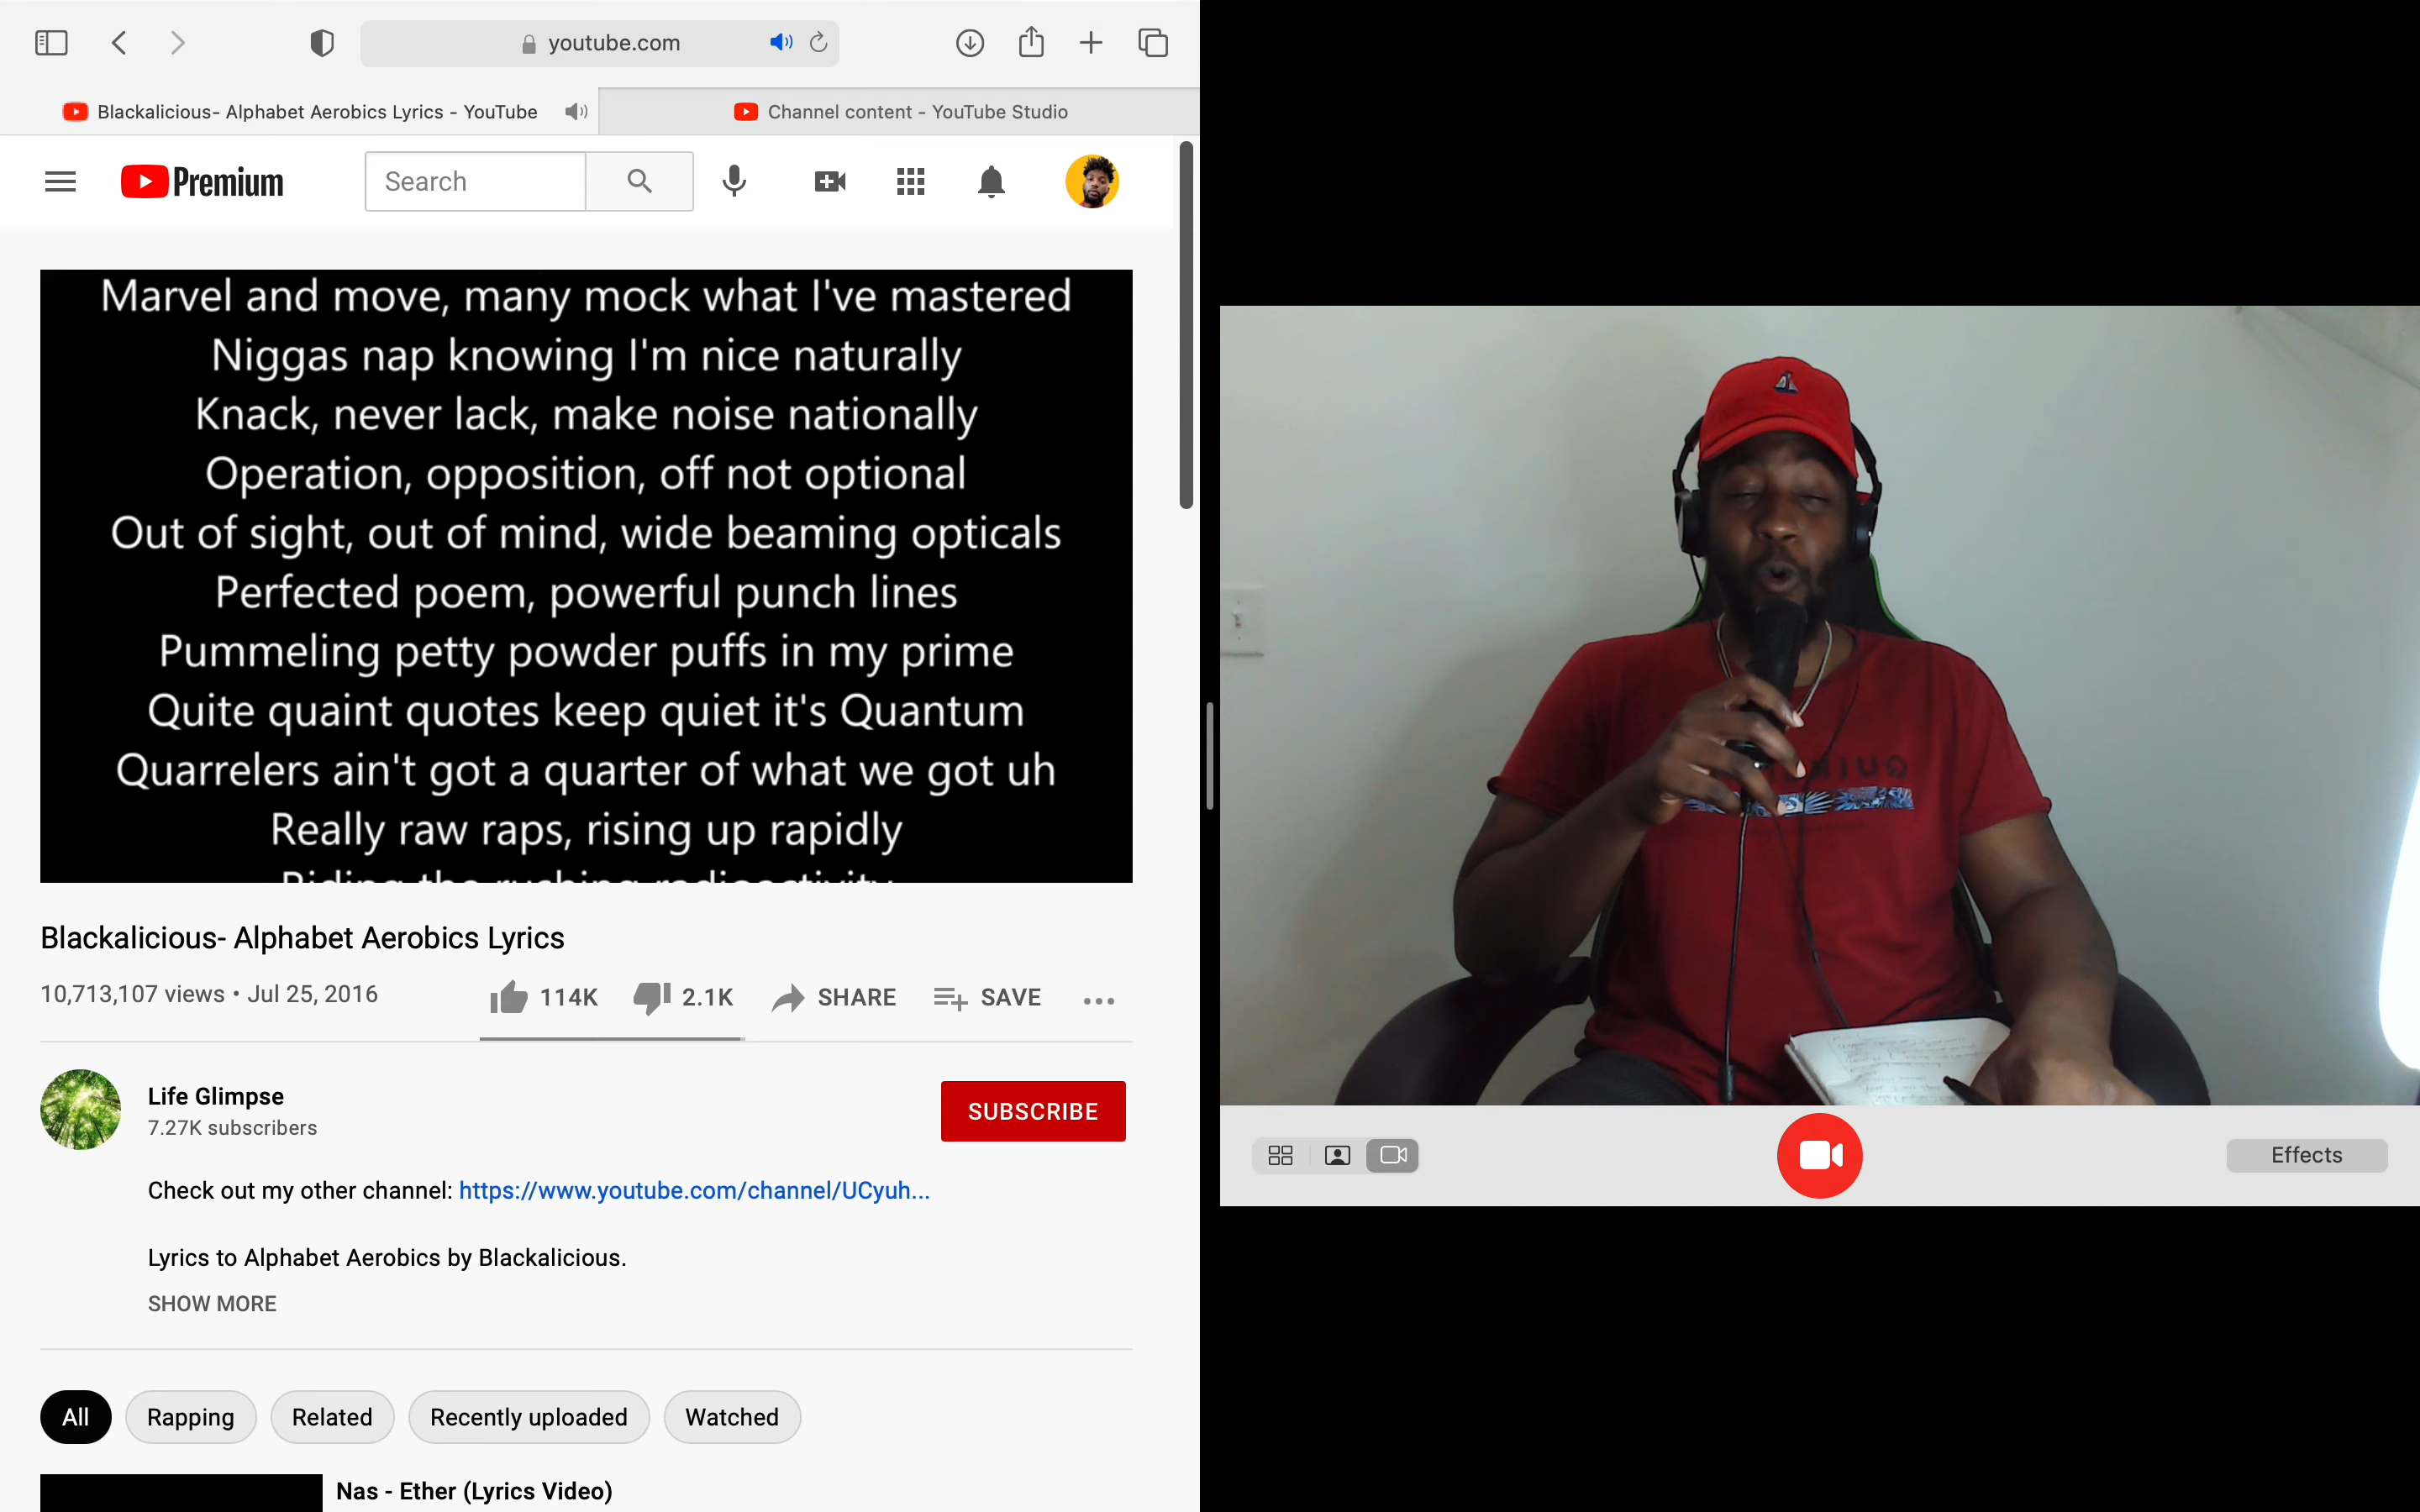 youtube.com
Blackalicious- Alphabet Aerobics Lyrics - YouTube
Channel content - YouTube Studio
Premium
Search
Marvel and move, many mock what I've mastered
Niggas nap knowing I'm nice naturally
Knack, never lack, make noise nationally
Operation, opposition, off not optional
Out of sight, out of mind, wide beaming opticals
Perfected poem, powerful punch lines
Pummeling petty powder puffs in my prime
Quite quaint quotes keep quiet it's Quantum
Quarrelers ain't got a quarter of what we got uh
Really raw raps, rising up rapidly
Riding the rushing radioactivity
Blackalicious- Alphabet Aerobics Lyrics
10,713,107 views • Jul 25, 2016
114K
2.1K
SHARE
SAVE
Life Glimpse
7.27K subscribers
SUBSCRIBE
Check out my other channel: https://www.youtube.com/channel/UCyuh...
Lyrics to Alphabet Aerobics by Blackalicious.
SHOW MORE
All
Rapping
Related
Recently uploaded
Watched
Nas - Ether (Lyrics Video)
Effects